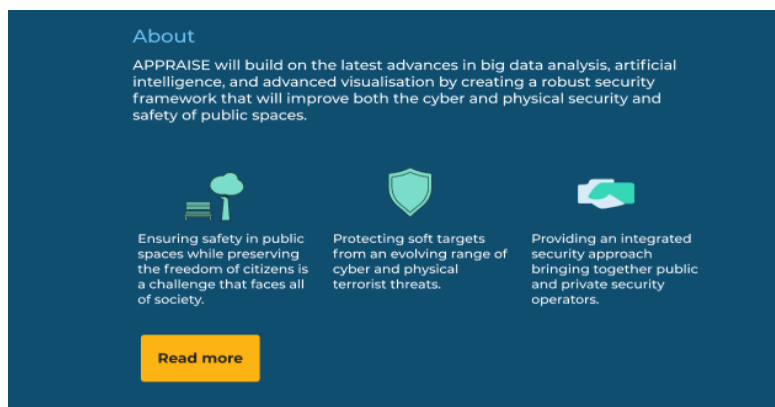 About
APPRAISE will build on the latest advances in big data analysis, artificial
intelligence, and advanced visualisation by creating a robust security
framework that will improve both the cyber and physical security and
safety of public spaces.
Ensuring safety in public
spaces while preserving
the freedom of citizens is
a challenge that faces all
of society.
Protecting soft targets
from an evolving range of
cyber and physical
terrorist threats.
Providing an integrated
security approach
bringing together public
and private security
operators.
Read more